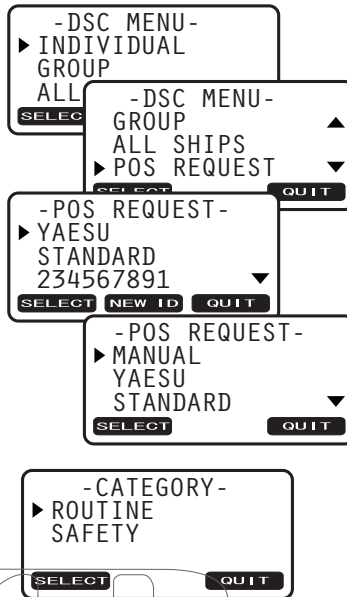 -DSC MENU-
INDIVIDUAL
GROUP
ALL
-DSC MENU-
GROUP
ALL SHIPS
POS REQUEST
SELECT QUIT
-POS REQUEST-
YAESU
STANDARD
234567891
SELECT NEW ID QUIT
-POS REQUEST-
MANUAL
YAESU
STANDARD
SELECT QUIT
-CATEGORY-
ROUTINE
SAFETY
SELECT QUIT